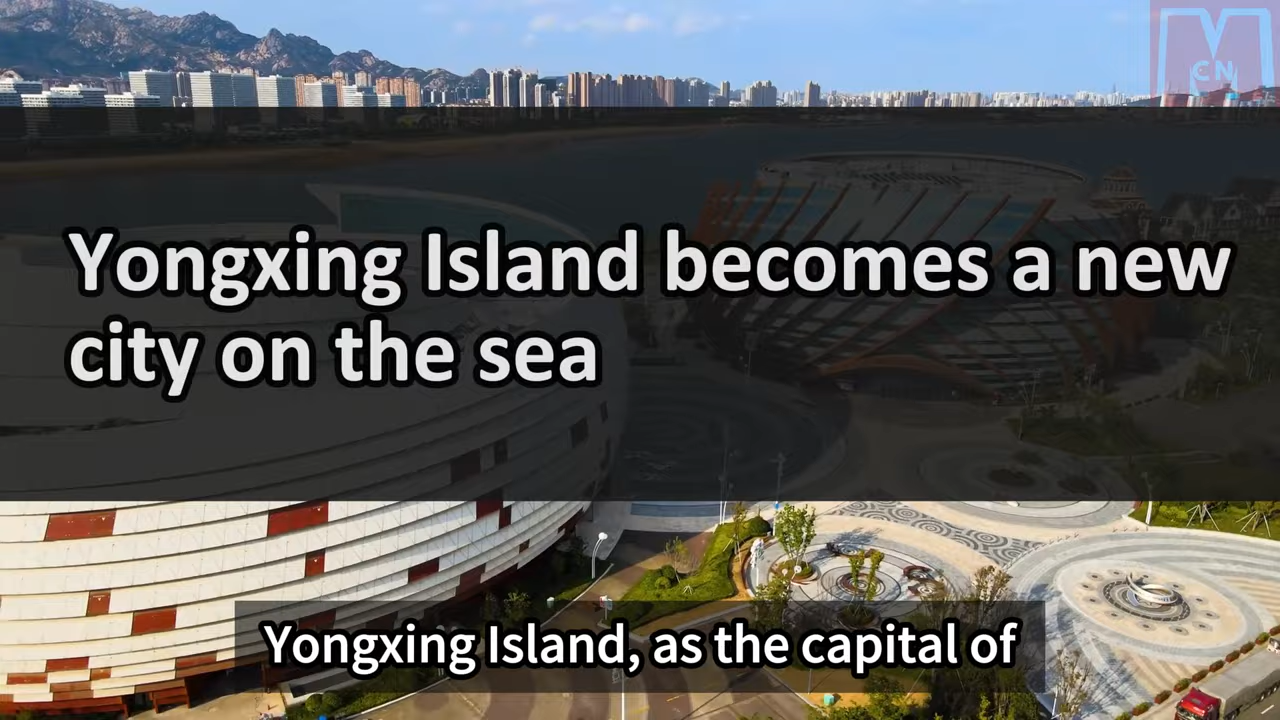 M
CN
Yongxing Island becomes a new
city on the sea
Yongxing Island, as the capital of